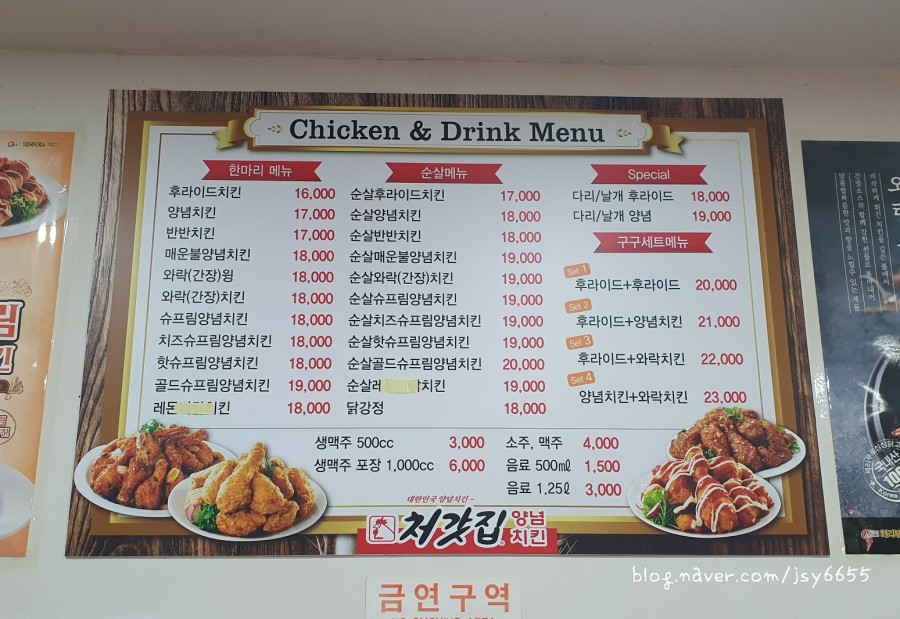 Chicken & Drink Menu
한마리 메뉴
후라이드치킨 16,000
양념치킨 17,000
반반치킨 17,000
매운불양념치킨 18,000
와락(간장)윙 18,000
와락(간장)치킨 18,000
슈프림양념치킨 18,000
치즈슈프림양념치킨 18,000
핫슈프림양념치킨 18,000
골드슈프림양념치킨 19,000
레몬 치킨 18,000
순살메뉴
순살후라이드치킨 17,000
순살양념치킨 18,000
순살반반치킨 18,000
순살매운불양념치킨 19,000
순살와락(간장)치킨 19,000
순살슈프림양념치킨 19,000
순살치즈슈프림양념치킨 19,000
순살핫슈프림양념치킨 19,000
순살골드슈프림양념치킨 20,000
순살레 치킨 19,000
닭강정 18,000
Special
다리/날개 후라이드 18,000
다리/날개 양념 19,000
구구세트메뉴
Set 1
후라이드+후라이드 20,000
Set 2
후라이드+양념치킨 21,000
Set 3
후라이드+와락치킨 22,000
Set 4
양념치킨+와락치킨 23,000
생맥주 500cc 3,000
생맥주 포장 1,000cc 6,000
소주, 맥주 4,000
음료 500㎖ 1,500
음료 1.25ℓ 3,000
대한민국 양념치킨~
처갓집 양념
치킨
금연구역
blog.naver.com/jsy6655